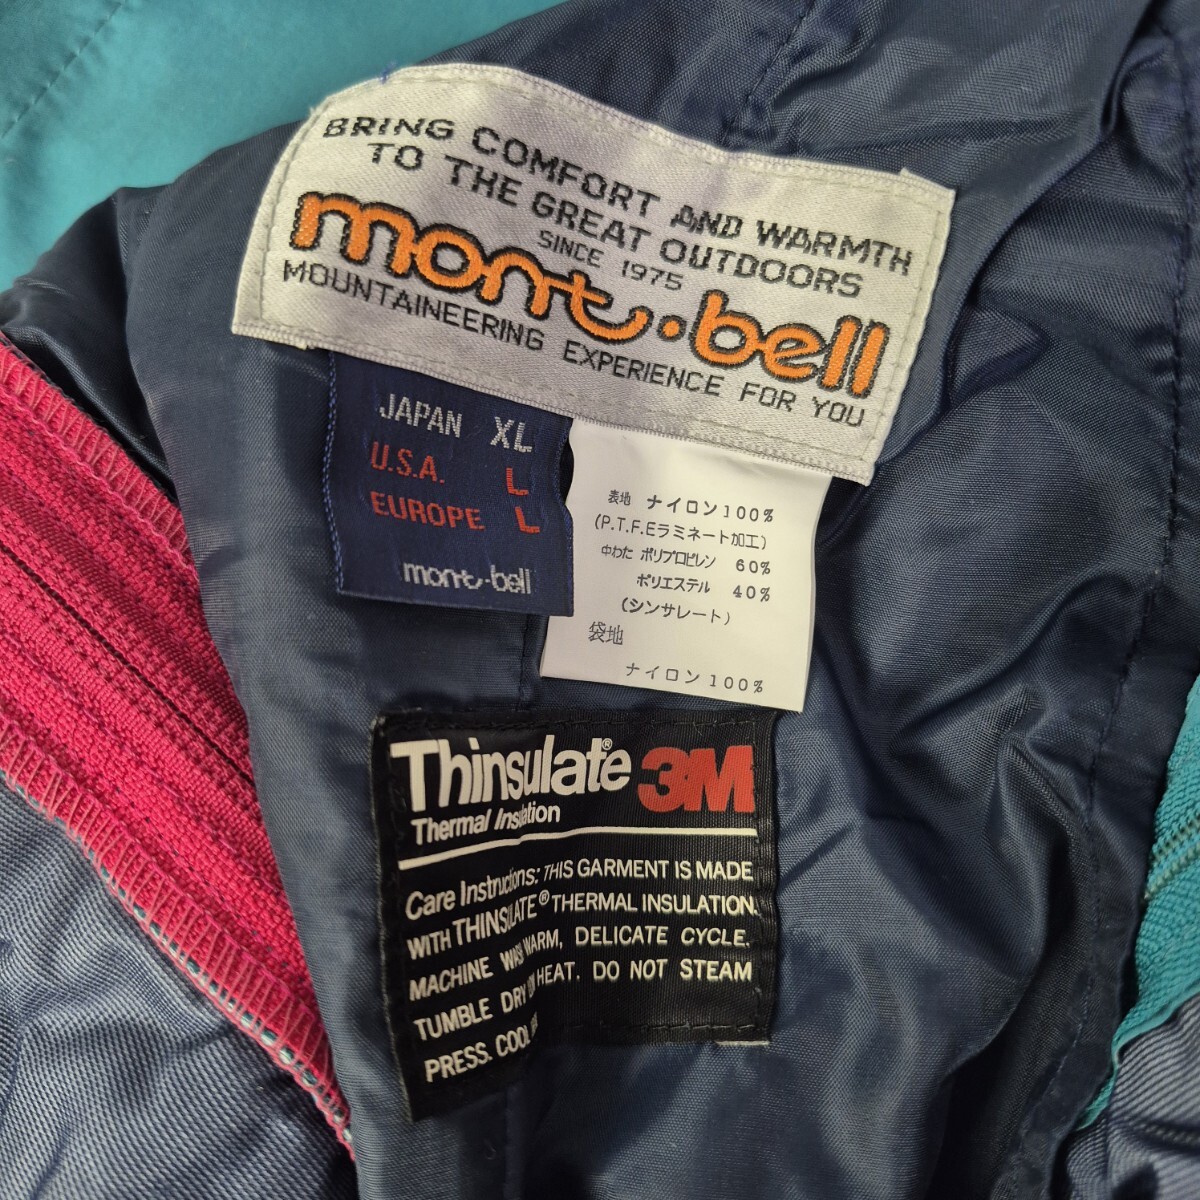 BRING COMFORT AND WARMTH
TO THE GREAT OUTDOORS
SINCE 1975
mont-bell
MOUNTAINEERING EXPERIENCE FOR YOU
JAPAN XL
U.S.A. L
EUROPE L
mont-bell
表地 ナイロン100%
(P.T.F.Eラミネート加工)
中わた ポリプロピレン 60%
ポリエステル 40%
(シンサレート)
袋地
ナイロン100%
Thinsulate® 3M
Thermal Insulation
Care Instructions: THIS GARMENT IS MADE
WITH THINSULATE® THERMAL INSULATION.
MACHINE WASH WARM, DELICATE CYCLE.
TUMBLE DRY HEAT. DO NOT STEAM
PRESS. COOL